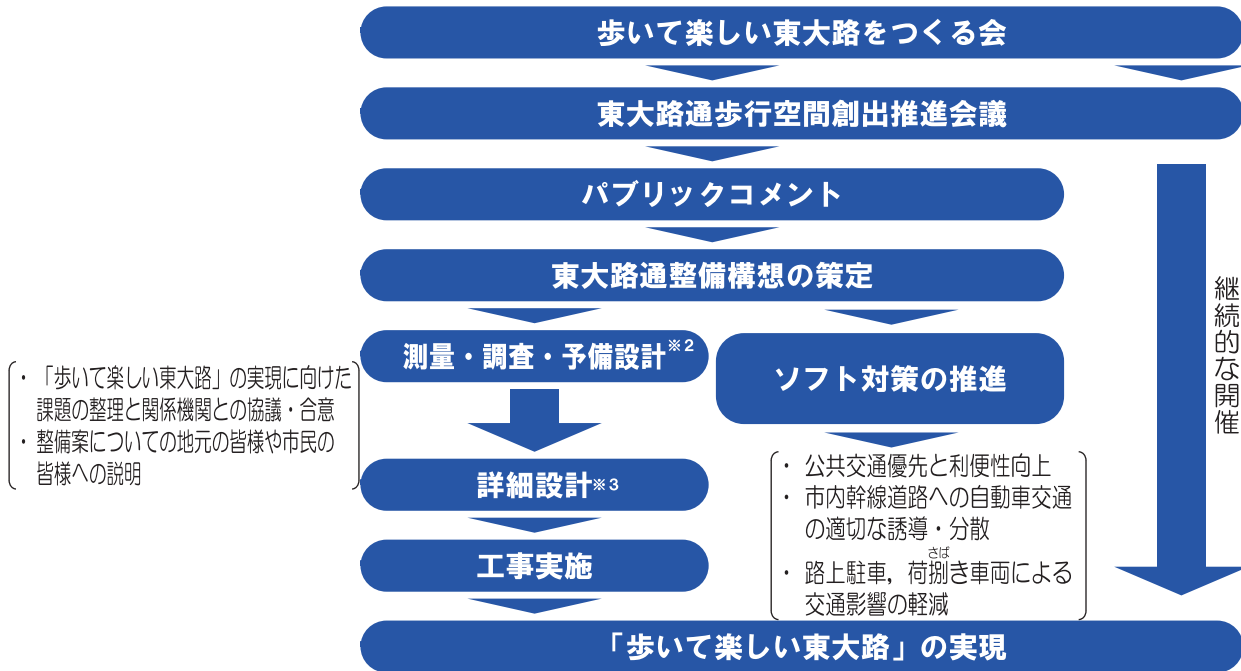 歩いて楽しい東大路をつくる会
東大路通歩行空間創出推進会議
パブリックコメント
東大路通整備構想の策定
測量・調査・予備設計※2
・「歩いて楽しい東大路」の実現に向けた
課題の整理と関係機関との協議・合意
・整備案についての地元の皆様や市民の
皆様への説明
詳細設計※3
工事実施
ソフト対策の推進
・公共交通優先と利便性向上
・市内幹線道路への自動車交通
の適切な誘導・分散
さば
・路上駐車，荷捌き車両による
交通影響の軽減
継続的な開催
「歩いて楽しい東大路」の実現